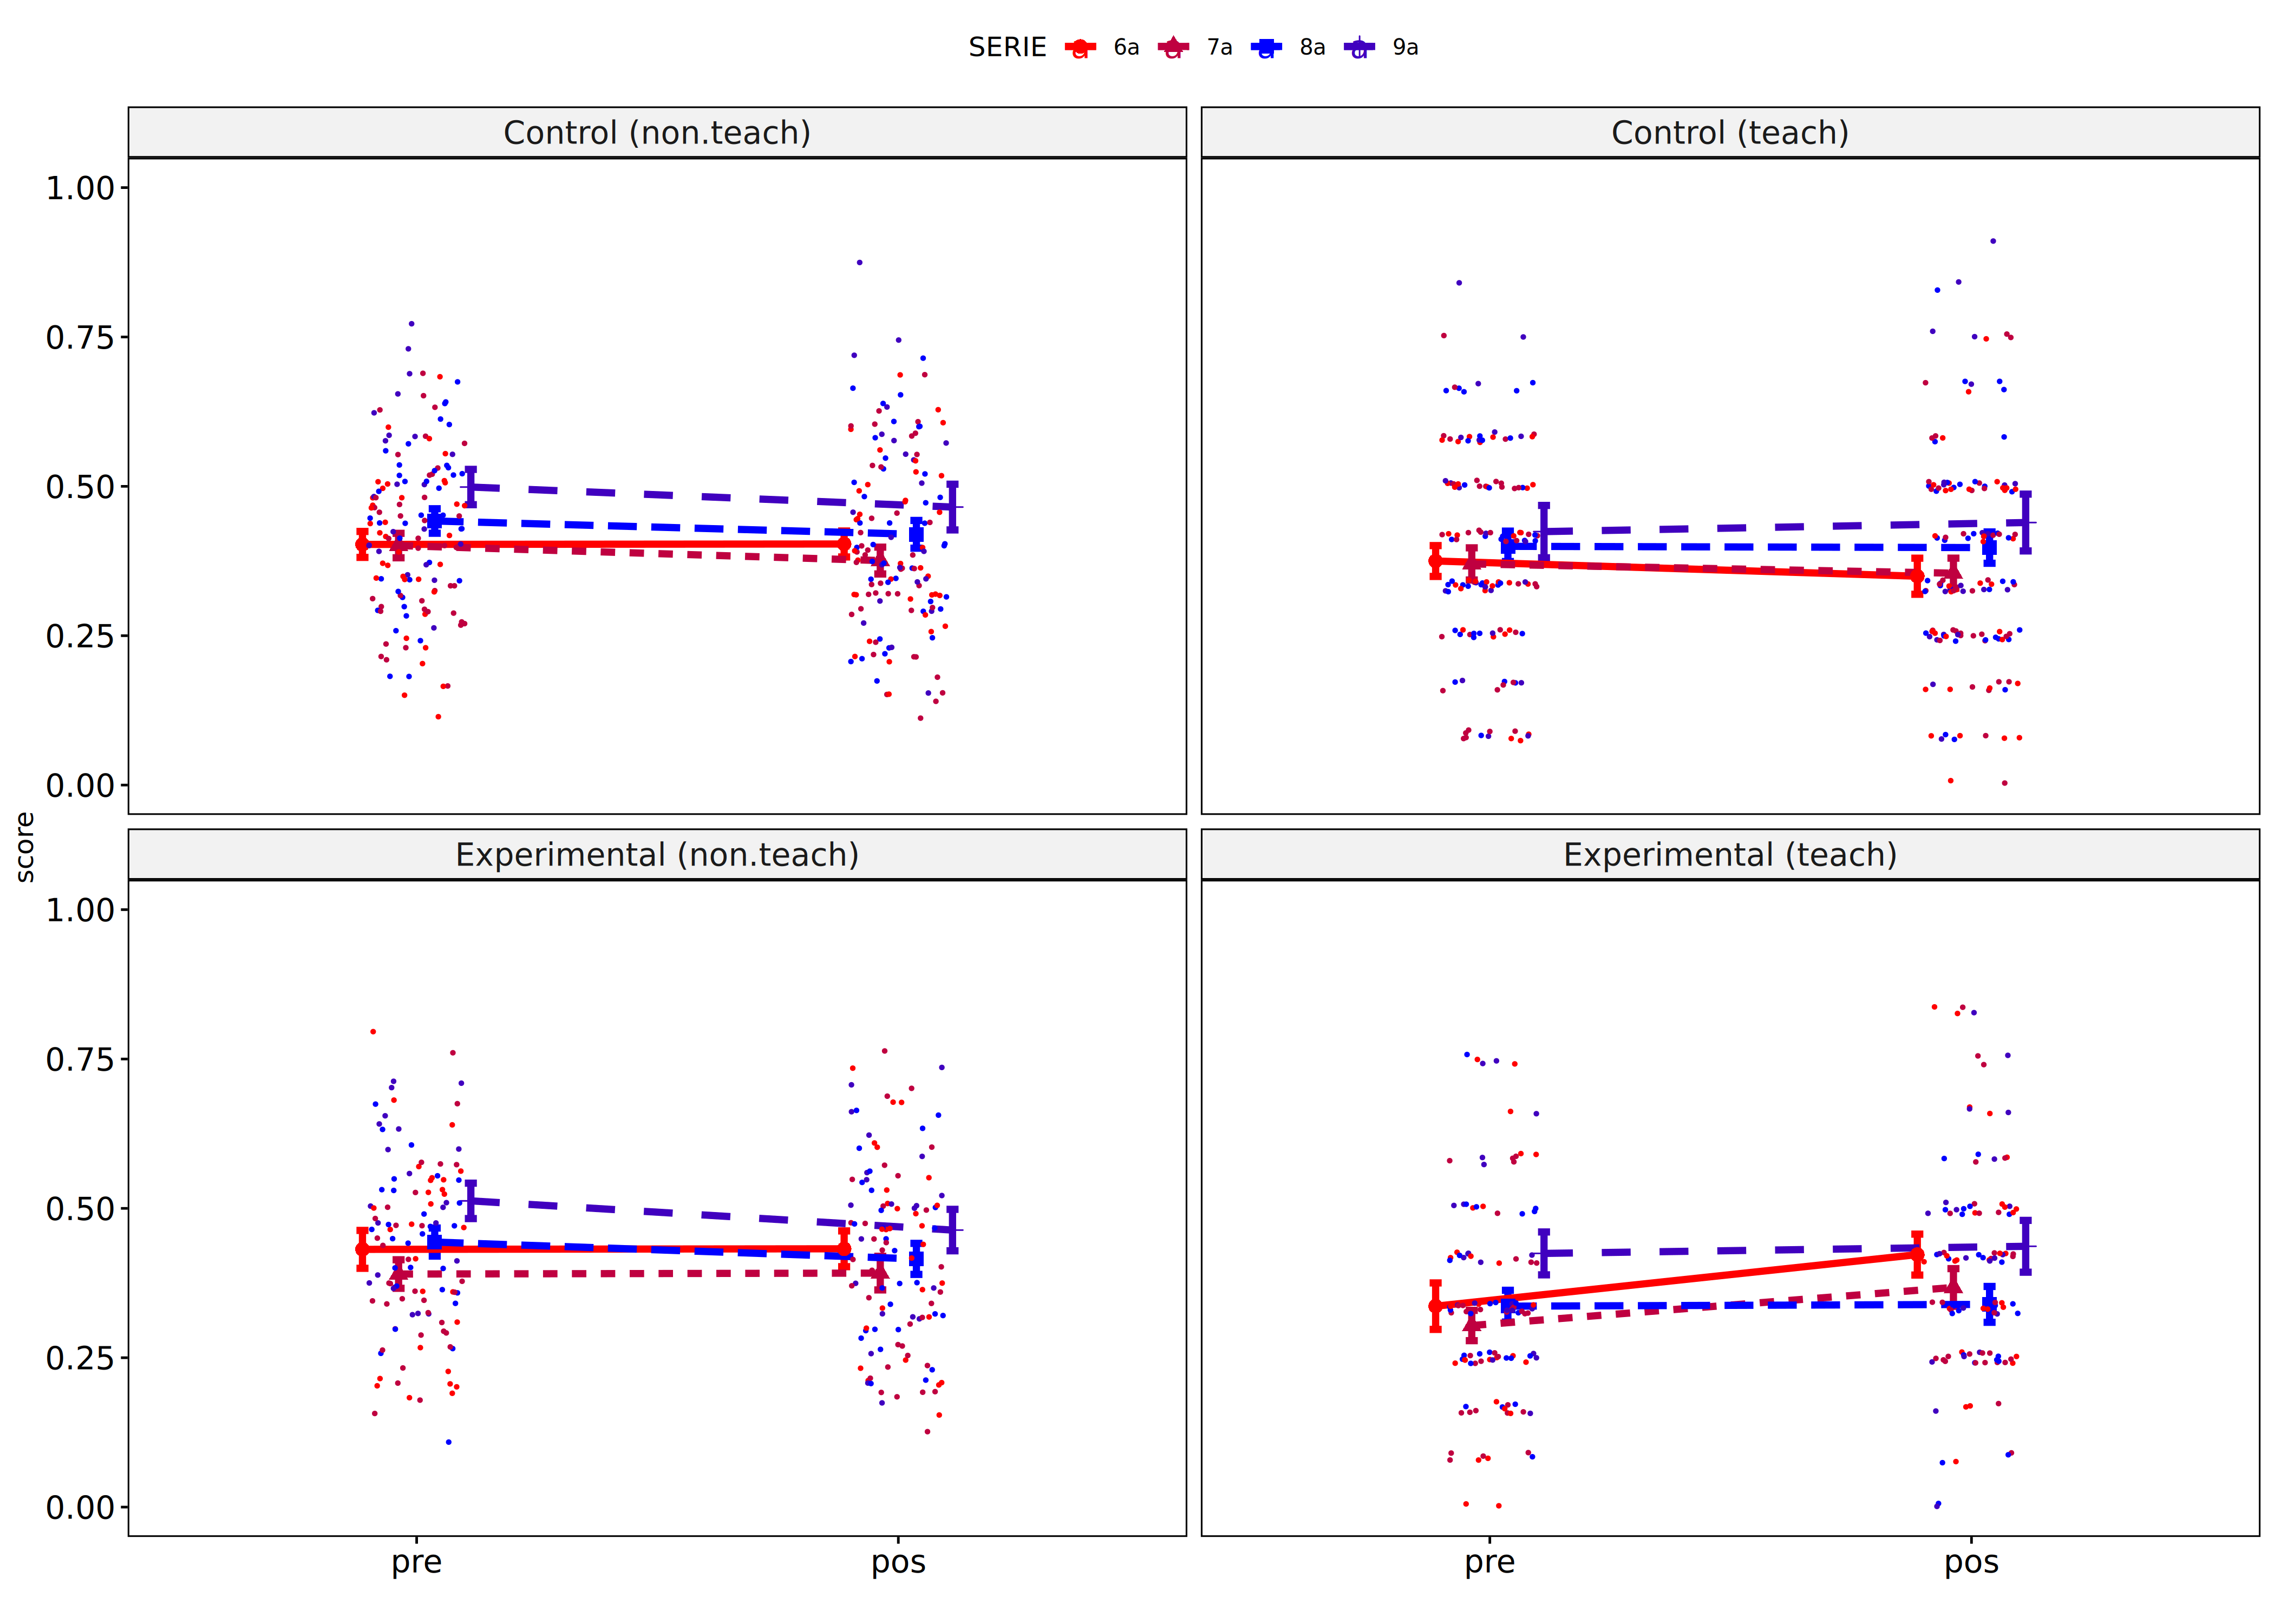 SERIE 6a 7a 8a 9a
Control (non.teach)
Control (teach)
1.00
0.75
0.50
0.25
0.00
score
Experimental (non.teach)
Experimental (teach)
1.00
0.75
0.50
0.25
0.00
pre
pos
pre
pos